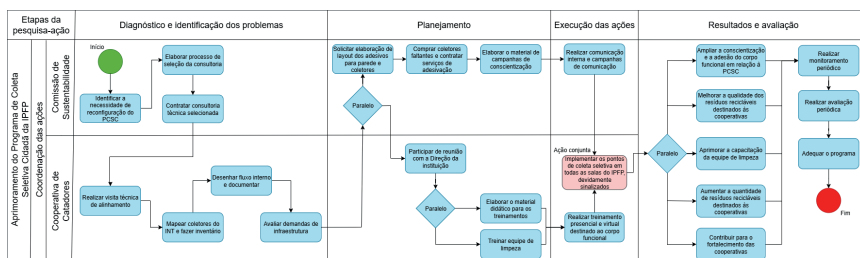 Etapas da
pesquisa-ação
Diagnóstico e identificação dos problemas
Planejamento
Execução das ações
Resultados e avaliação
Aprimoramento do Programa de Coleta
Seletiva Cidadã da IPFP
Coordenação das ações
Comissão de
Sustentabilidade
Cooperativa de
Catadores
Início
Identificar a
necessidade de
reconfiguração do
PCSC
Elaborar processo de
seleção da consultoria
Contratar consultoria
técnica selecionada
Realizar visita técnica
de alinhamento
Mapear coletores do
INT e fazer inventário
Desenhar fluxo interno
e documentar
Avaliar demandas de
infraestrutura
Solicitar elaboração de
layout dos adesivos
para parede e
coletores
Comprar coletores
faltantes e contratar
serviços de
adesivação
Elaborar o material de
campanhas de
conscientização
Paralelo
Participar de reunião
com a Direção da
instituição
Paralelo
Elaborar o material
didático para os
treinamentos
Treinar equipe de
limpeza
Realizar comunicação
interna e campanhas
de comunicação
Ação conjunta
Implementar os pontos
de coleta seletiva em
todas as salas do IPFP,
devidamente
sinalizados
Realizar treinamento
presencial e virtual
destinado ao corpo
funcional
Paralelo
Ampliar a conscientização
e a adesão do corpo
funcional em relação à
PCSC
Melhorar a qualidade dos
resíduos recicláveis
destinados às
cooperativas
Aprimorar a capacitação
da equipe de limpeza
Aumentar a quantidade
de resíduos recicláveis
destinados às
cooperativas
Contribuir para o
fortalecimento das
cooperativas
Realizar
monitoramento
periódico
Realizar avaliação
periódica
Adequar o programa
Fim